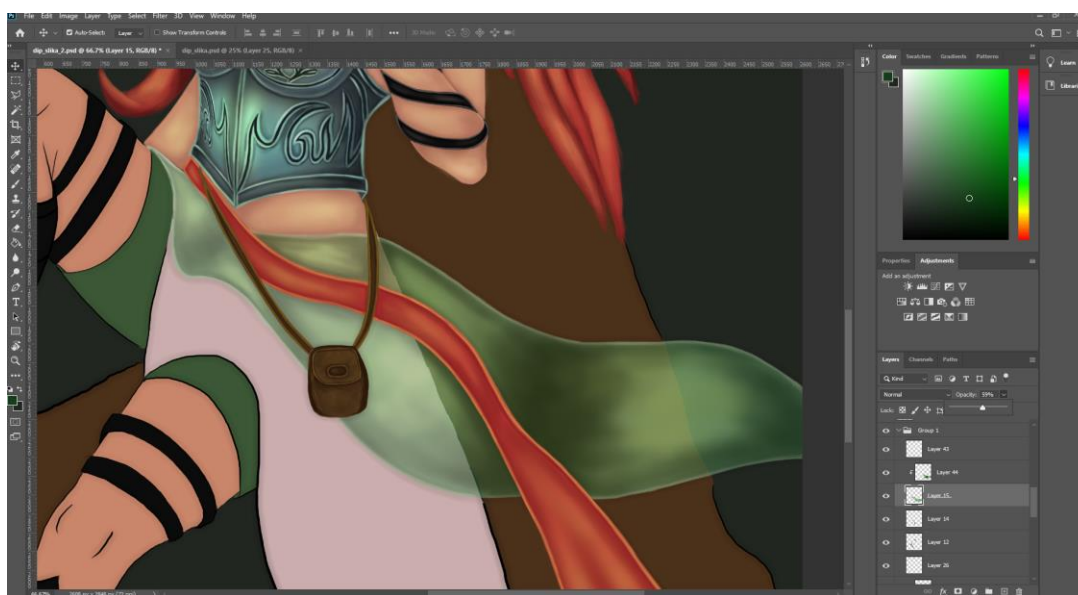 Ps File Edit Image Layer Type Select Filter 3D View Window Help
Auto-Select: Layer Show Transform Controls
dip_slika_2.psd @ 66.7% (Layer 15, RGB/8) * × dip_slika.psd @ 25% (Layer 25, RGB/8) ×
Color Swatches Gradients Patterns
Learn
Librari
Properties Adjustments
Add an adjustment
Layers Channels Paths
Kind
Normal Opacity: 59%
Lock:
Group 1
Layer 43
Layer 44
Layer 15
Layer 14
Layer 12
Layer 26